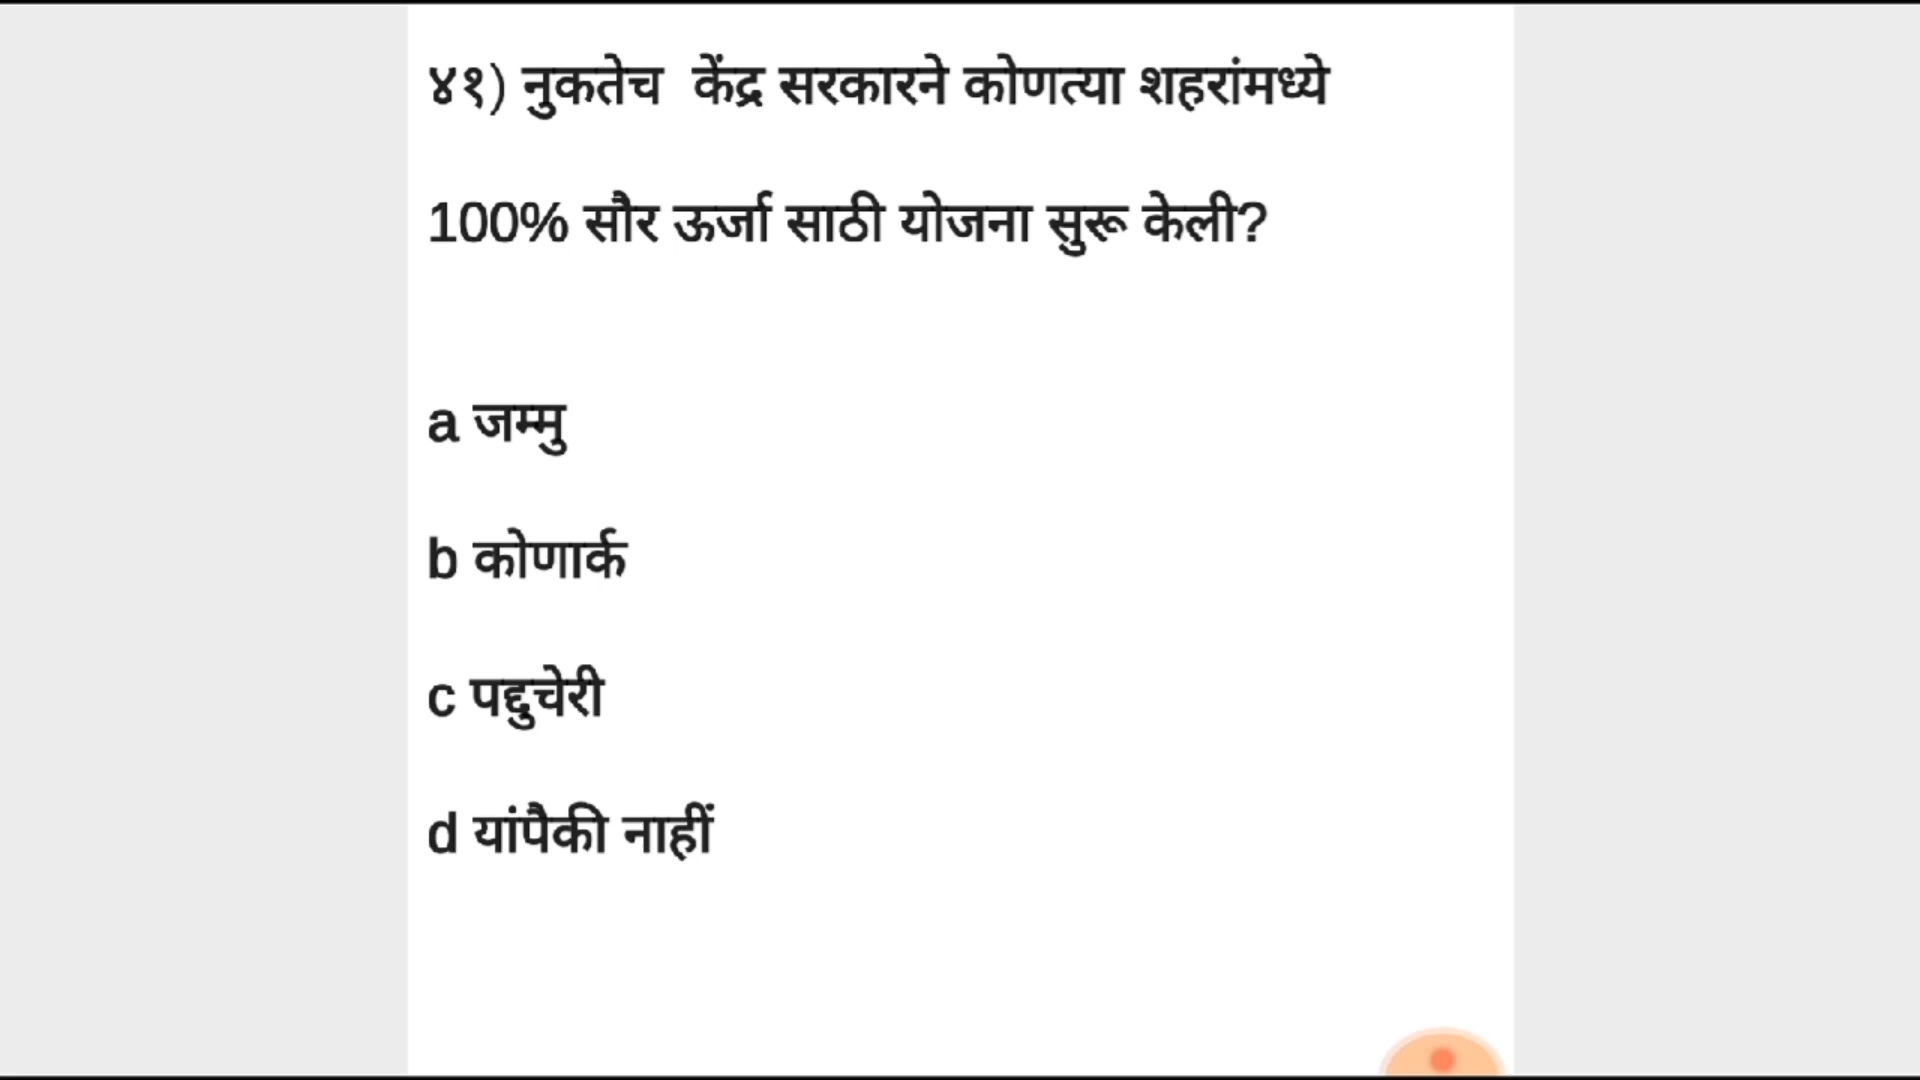 ४१) नुकतेच केंद्र सरकारने कोणत्या शहरांमध्ये
100% सौर ऊर्जा साठी योजना सुरू केली?
a जम्मु
b कोणार्क
c पद्दुचेरी
d यांपैकी नाहीं